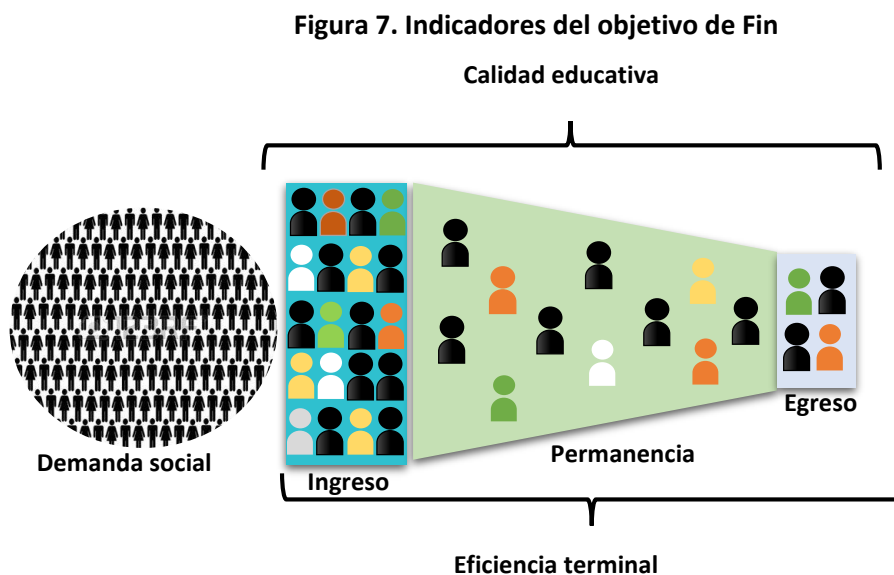 Figura 7. Indicadores del objetivo de Fin
Calidad educativa
Demanda social
Ingreso
Permanencia
Egreso
Eficiencia terminal